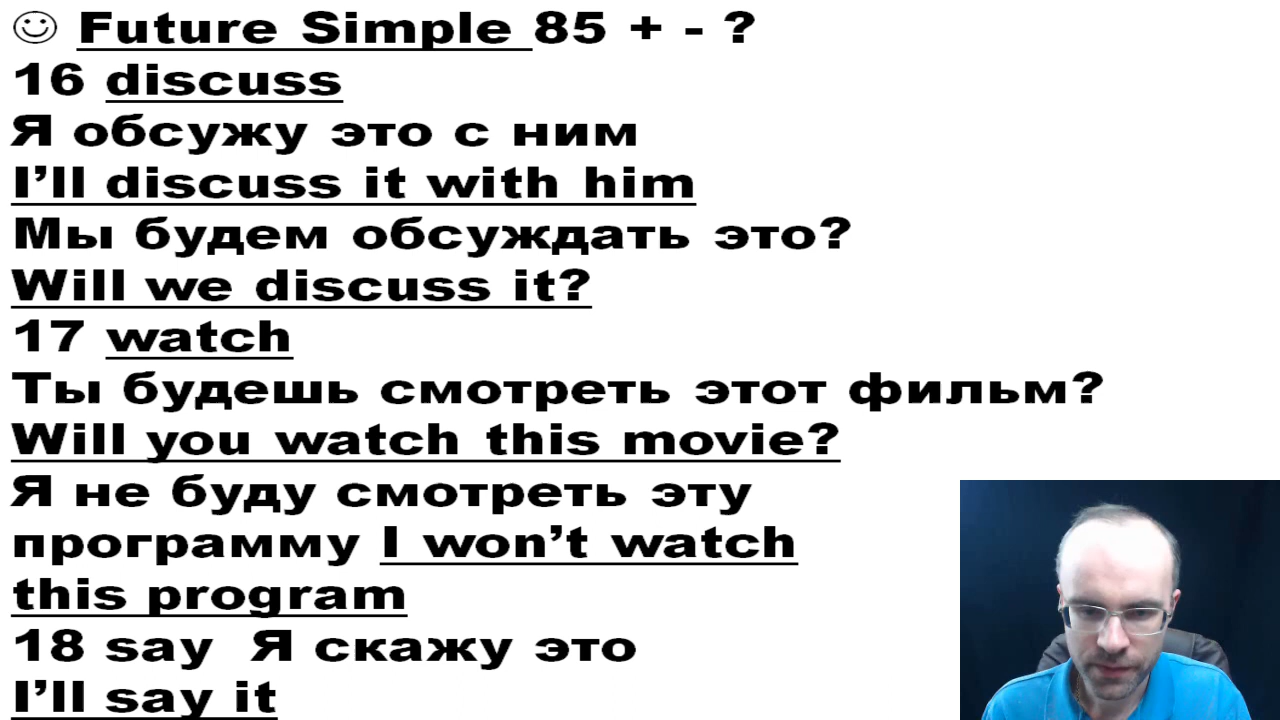 ☺ Future Simple 85 + - ?
16 discuss
Я обсужу это с ним
I’ll discuss it with him
Мы будем обсуждать это?
Will we discuss it?
17 watch
Ты будешь смотреть этот фильм?
Will you watch this movie?
Я не буду смотреть эту
программу I won’t watch
this program
18 say Я скажу это
I’ll say it